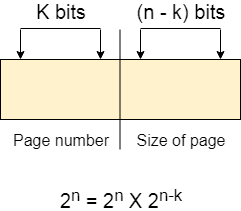 K bits (n - k) bits
Page number Size of page
2ⁿ = 2ⁿ X 2ⁿ⁻ᵏ